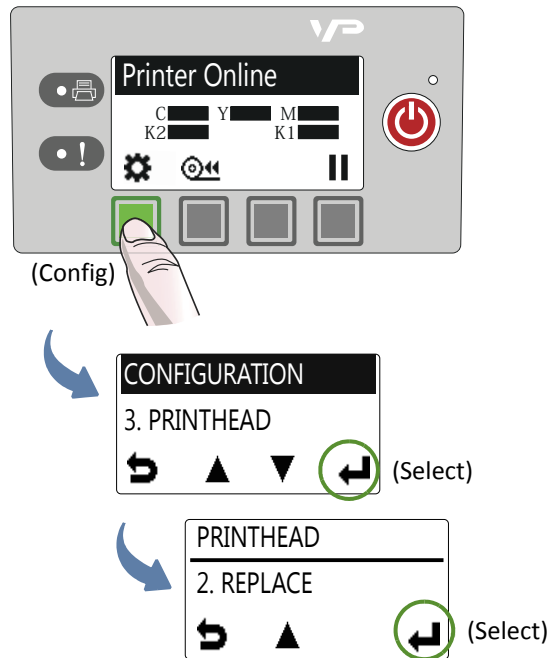 VP
Printer Online
C Y M
K2 K1
!
(Config)
CONFIGURATION
3. PRINTHEAD
(Select)
PRINTHEAD
2. REPLACE
(Select)